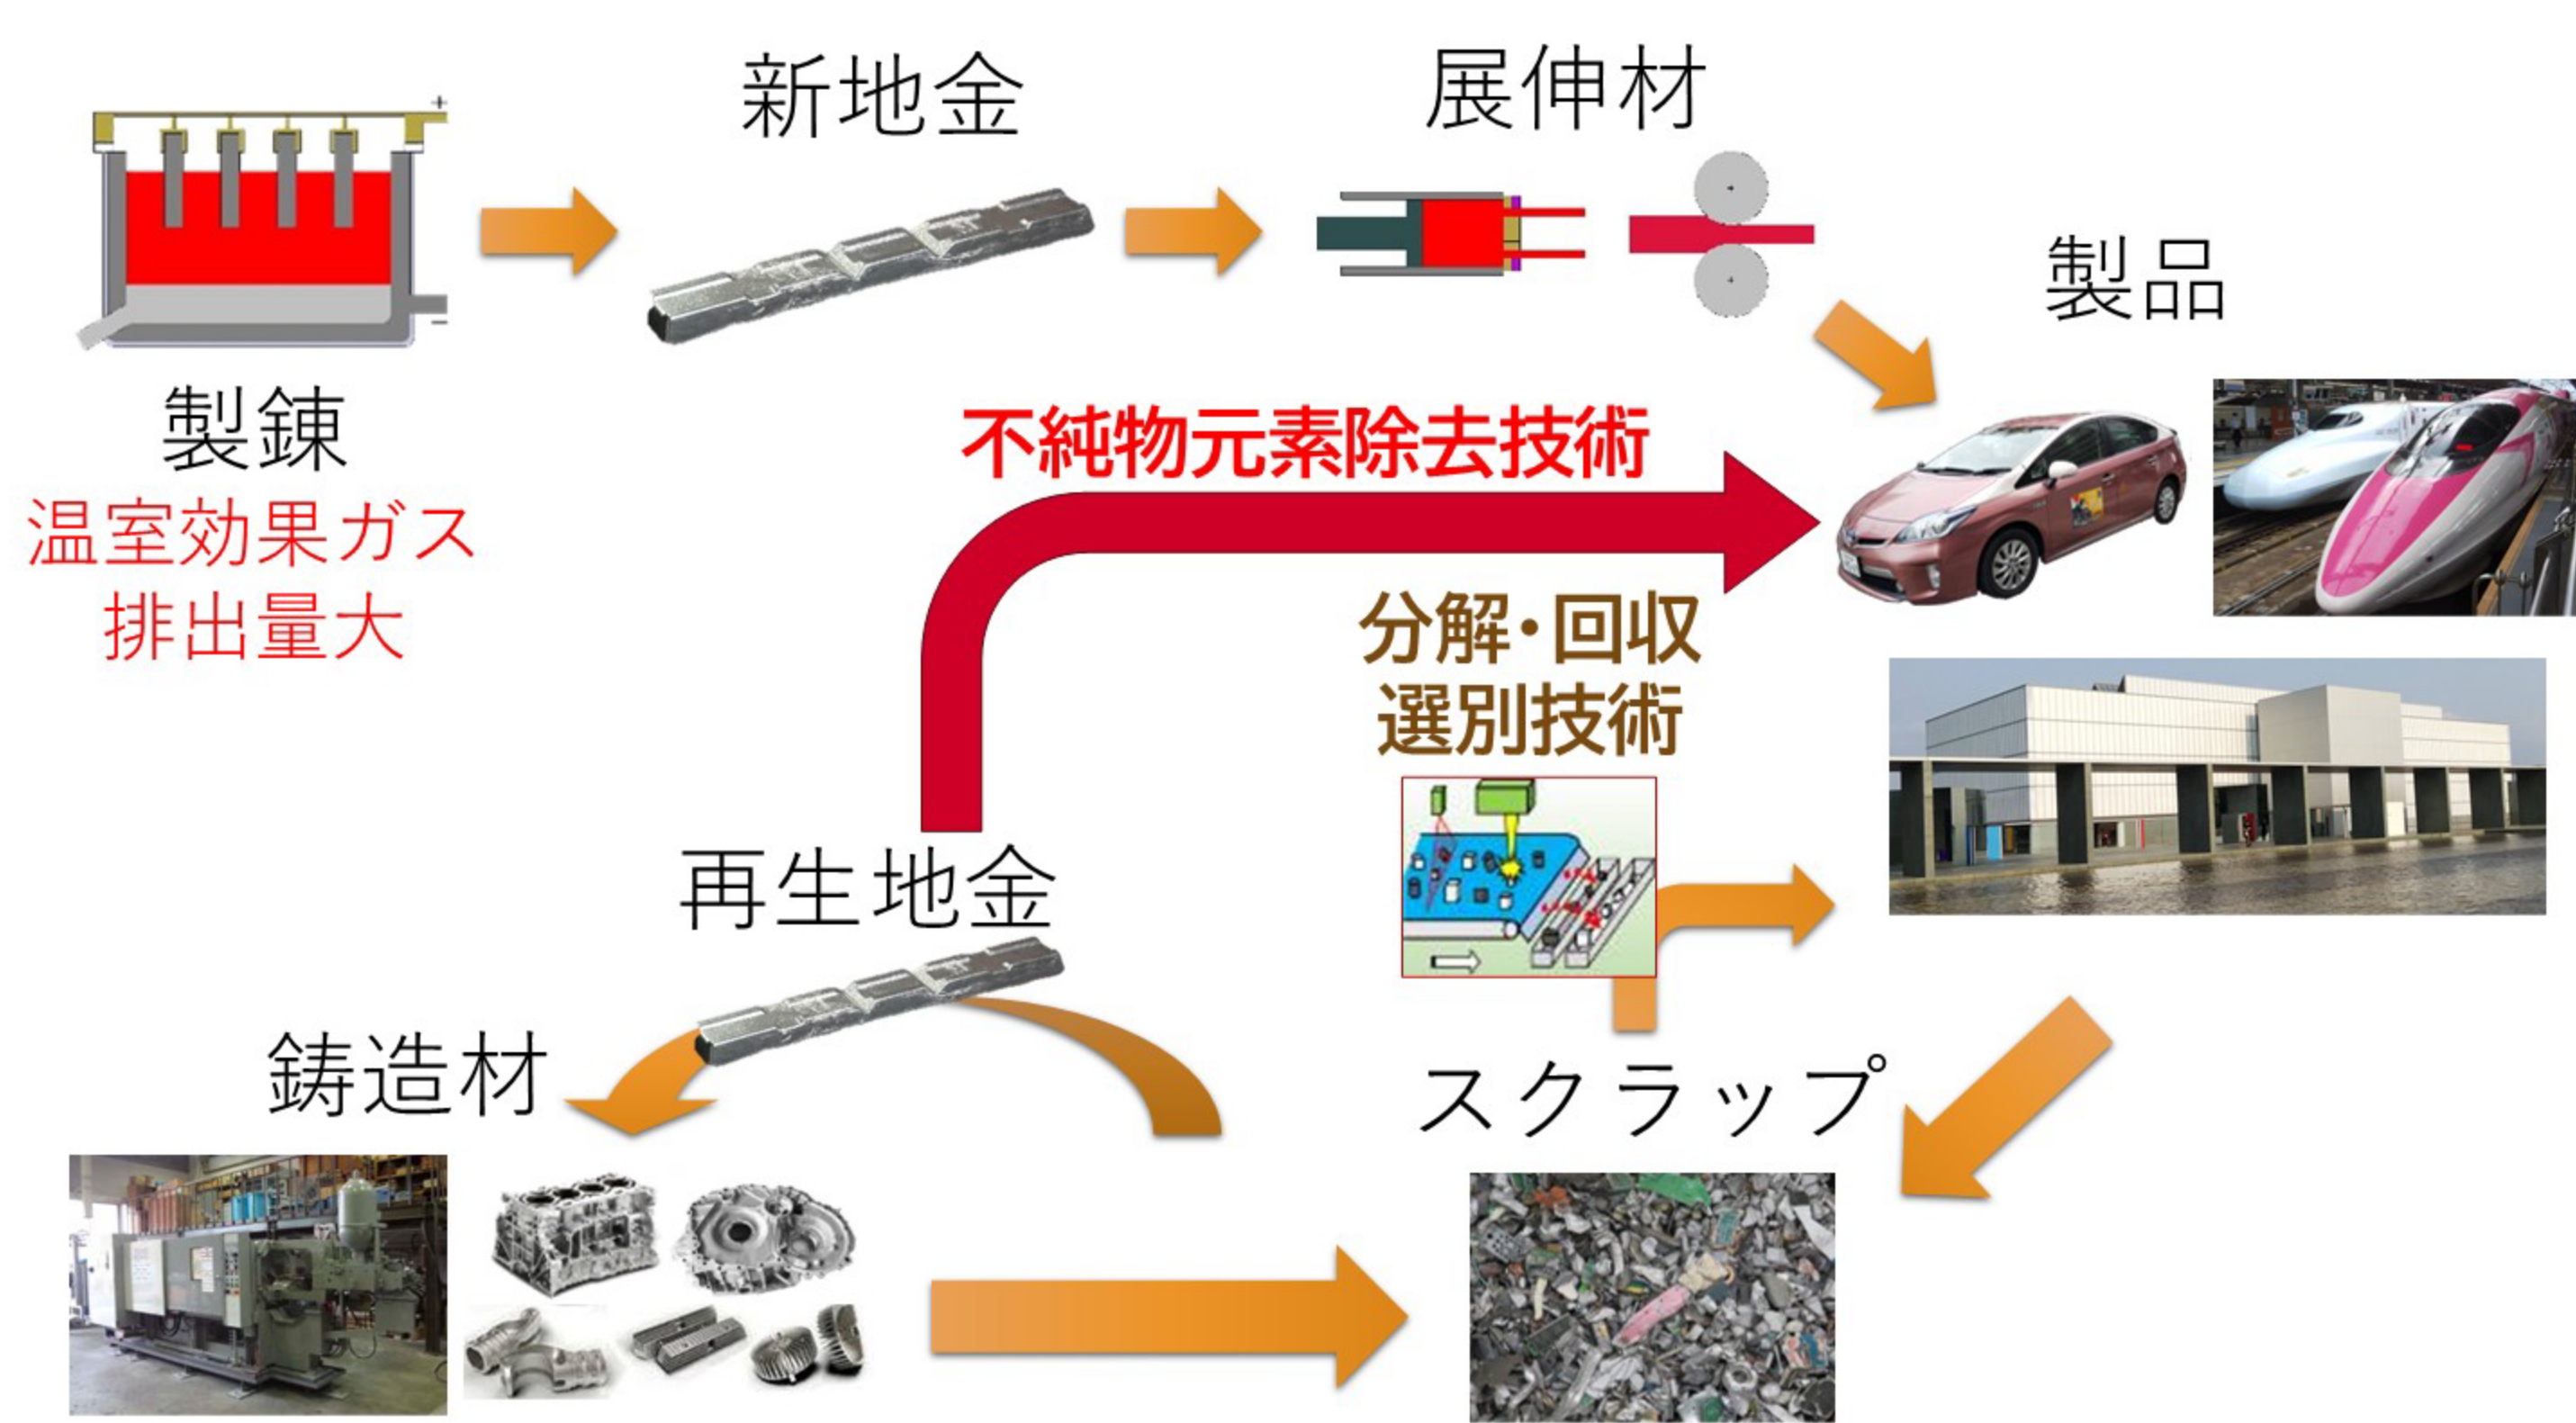 新地金
展伸材
製品
製錬
温室効果ガス
排出量大
不純物元素除去技術
分解・回収
選別技術
再生地金
鋳造材
スクラップ